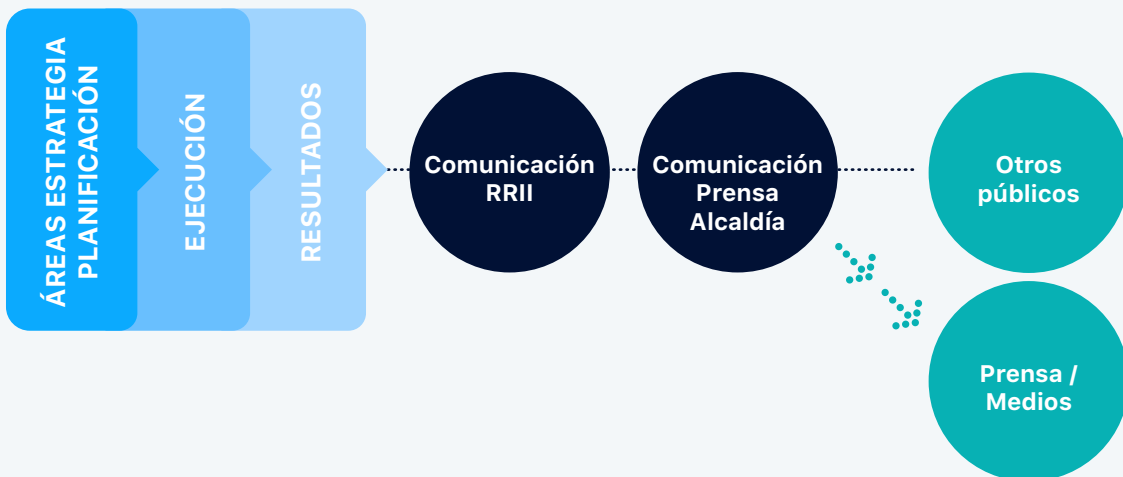 ÁREAS ESTRATEGIA
PLANIFICACIÓN
EJECUCIÓN
RESULTADOS
Comunicación
RRII
Comunicación
Prensa
Alcaldía
Otros
públicos
Prensa /
Medios